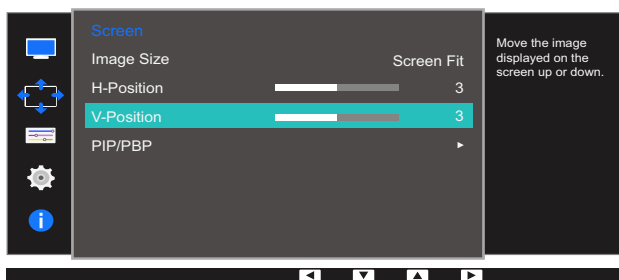 Screen
Image Size Screen Fit
H-Position 3
V-Position 3
PIP/PBP
Move the image
displayed on the
screen up or down.